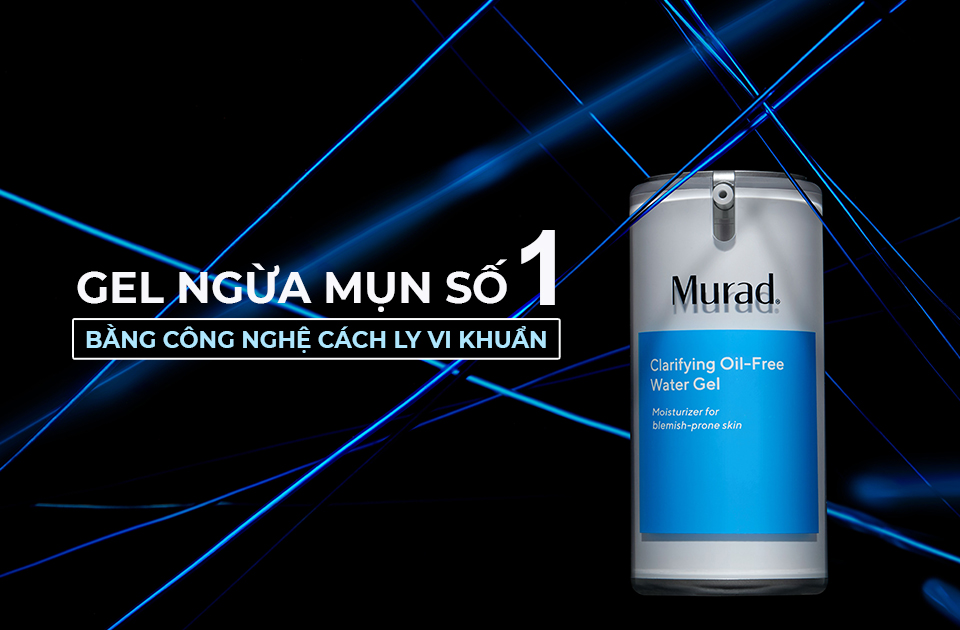 GEL NGỪA MỤN SỐ 1
BẰNG CÔNG NGHỆ CÁCH LY VI KHUẨN
Murad®
Clarifying Oil-Free
Water Gel
Moisturizer for
blemish-prone skin